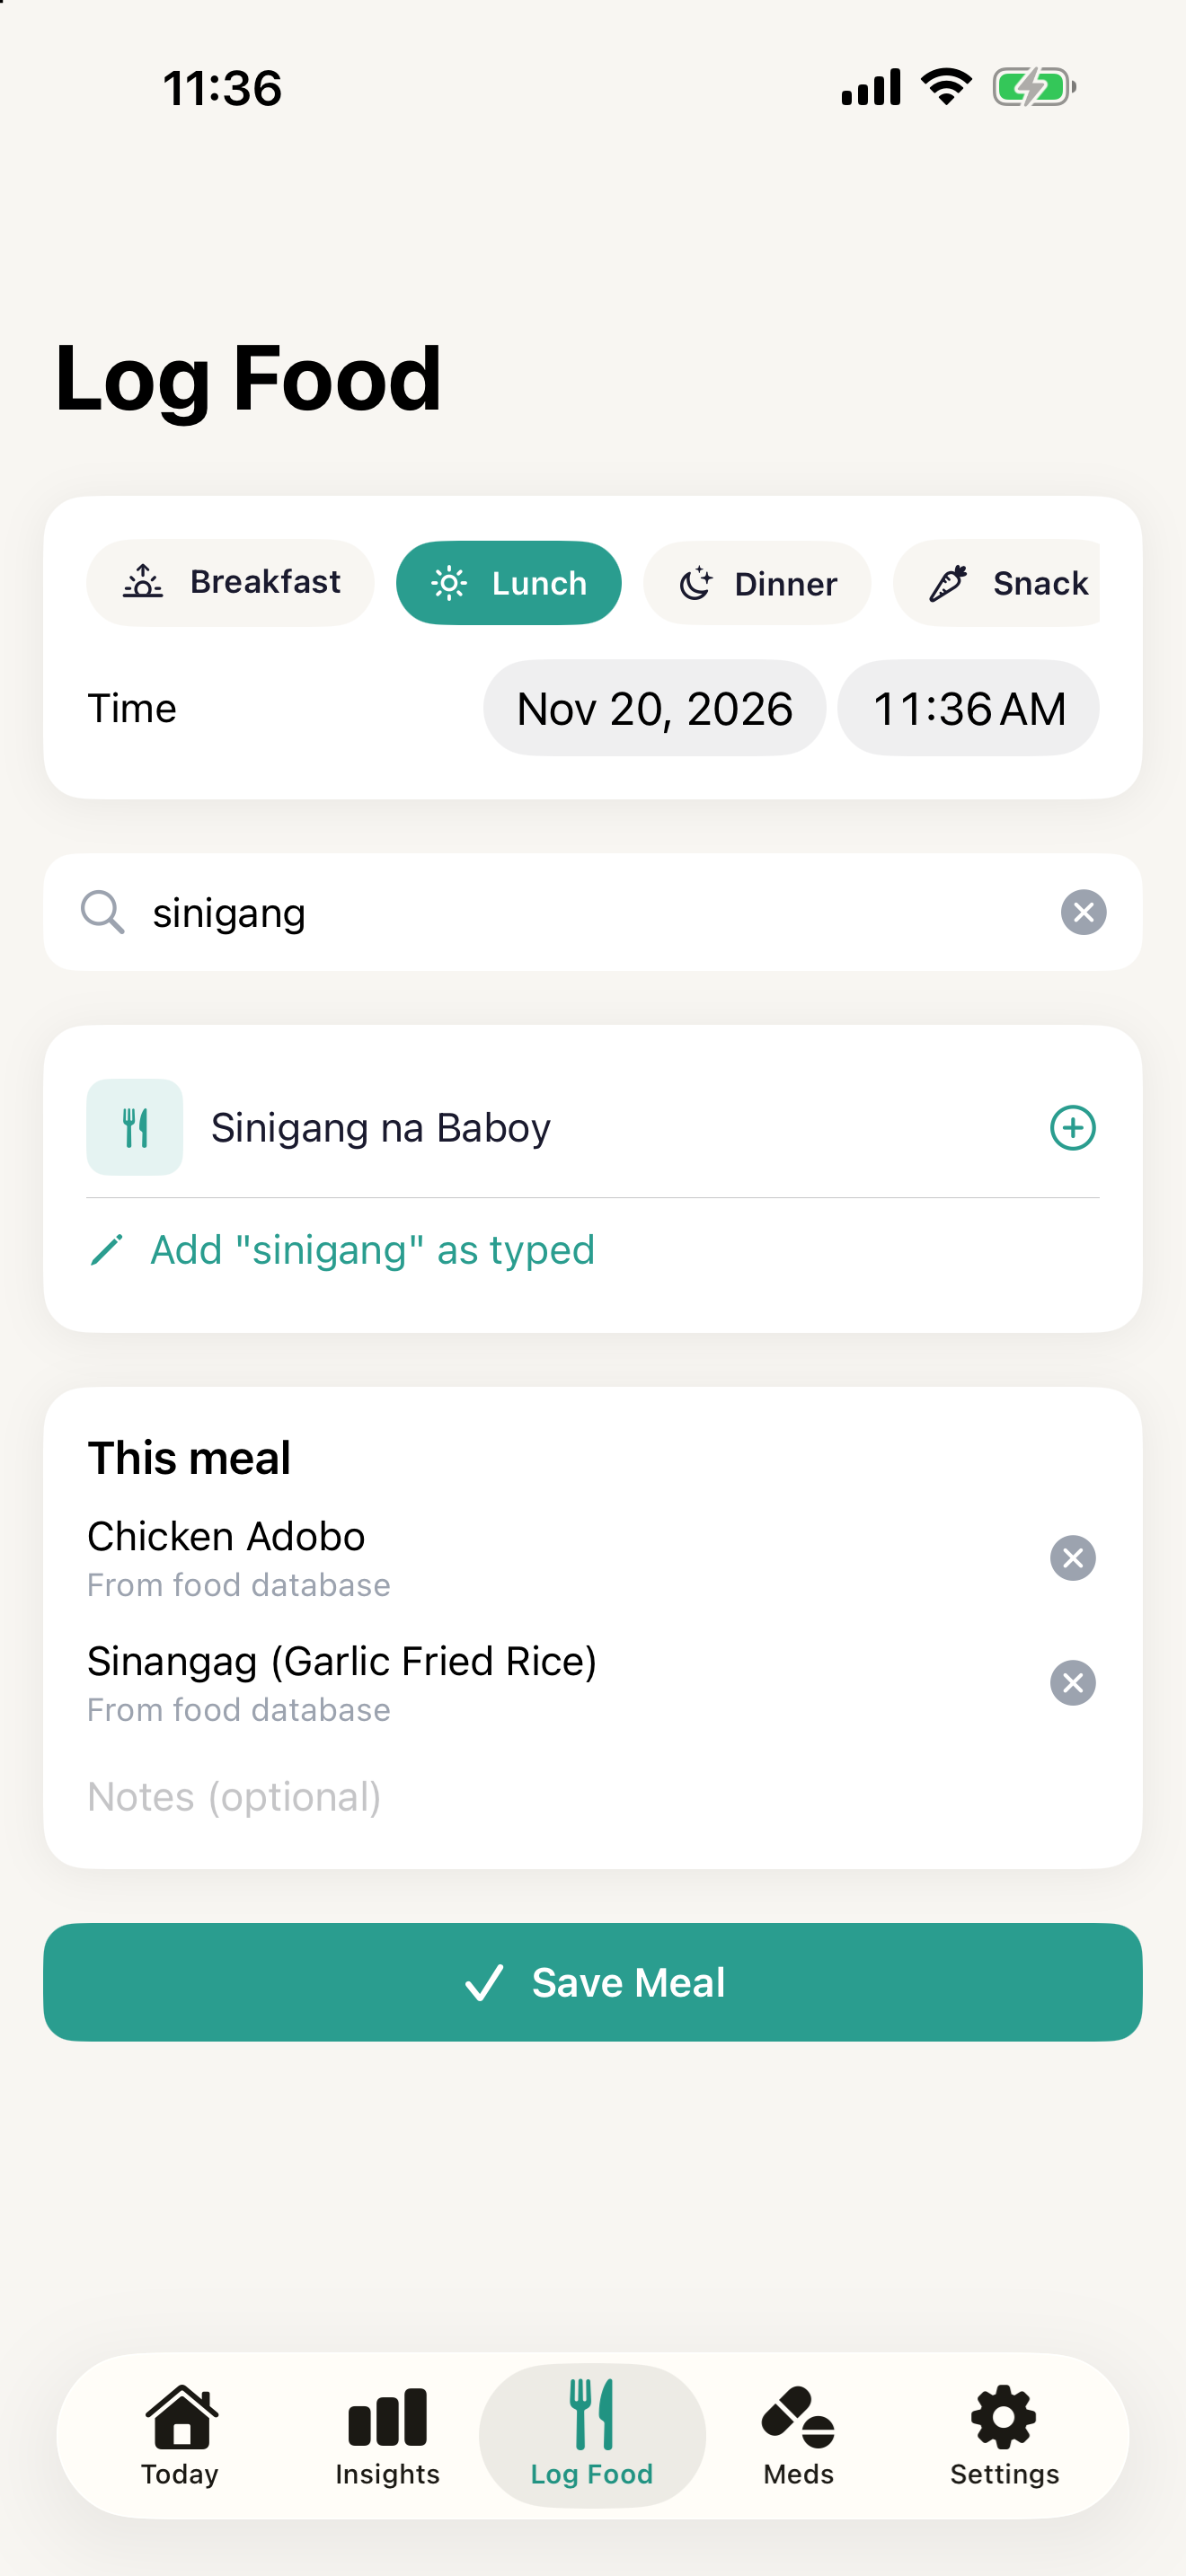 11:36
Log Food
Breakfast Lunch Dinner Snack
Time Nov 20, 2026 11:36 AM
sinigang
Sinigang na Baboy
Add "sinigang" as typed
This meal
Chicken Adobo
From food database
Sinangag (Garlic Fried Rice)
From food database
Notes (optional)
Save Meal
Today Insights Log Food Meds Settings